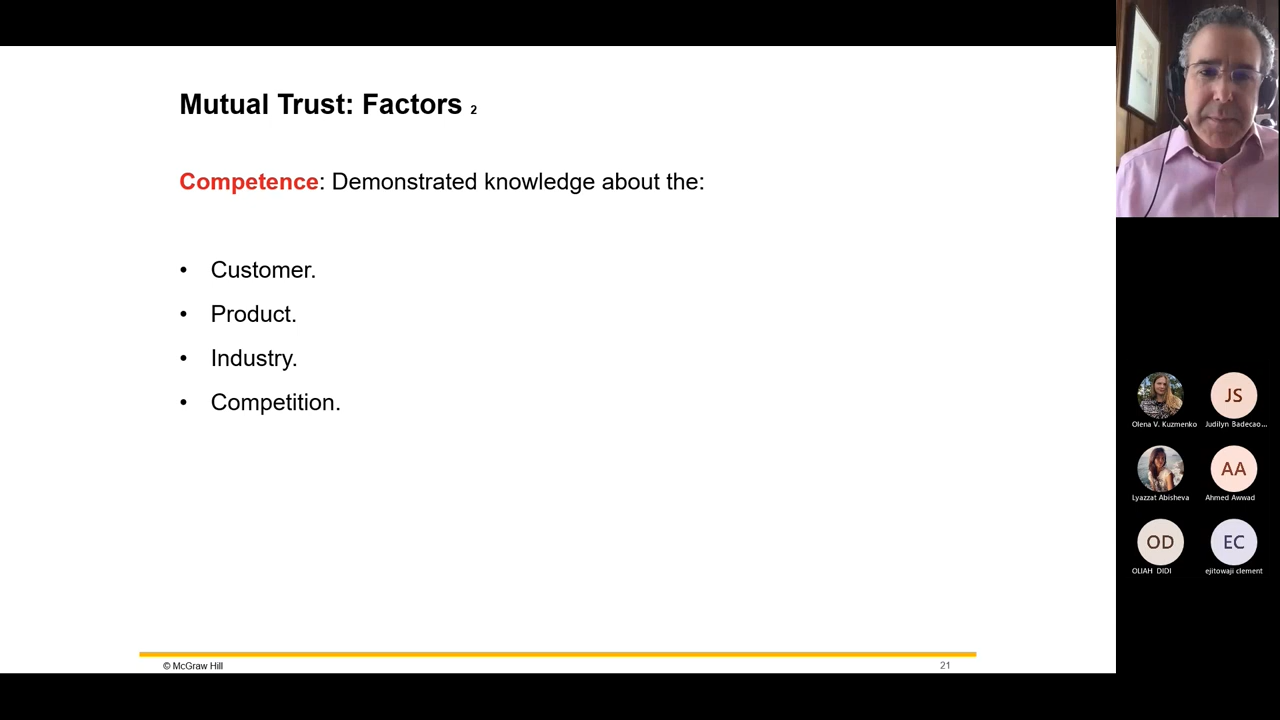 Mutual Trust: Factors 2
Competence: Demonstrated knowledge about the:
• Customer.
• Product.
• Industry.
• Competition.
© McGraw Hill
21
Olena V. Kuzmenko
JS
Judilyn Badecao...
Lyazzat Abisheva
AA
Ahmed Awwad
OD
OLIAH DIDI
EC
ejitowaji clement